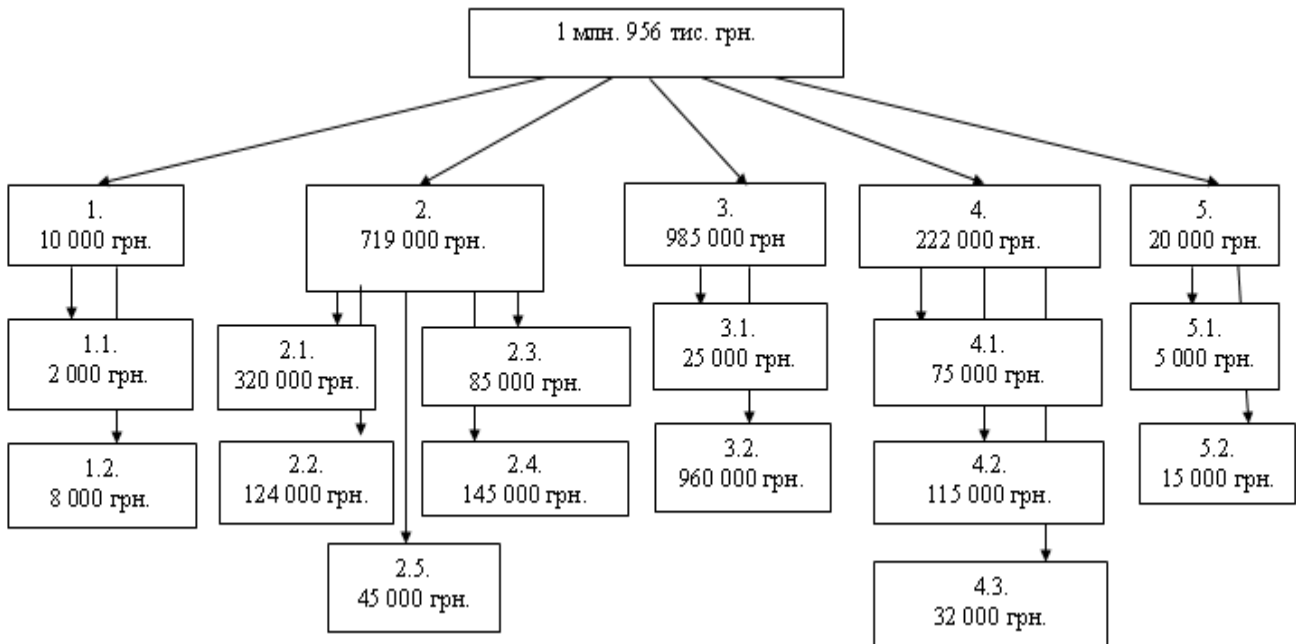 1 млн. 956 тис. грн.
1.
10 000 грн.
2.
719 000 грн.
3.
985 000 грн
4.
222 000 грн.
5.
20 000 грн.
1.1.
2 000 грн.
1.2.
8 000 грн.
2.1.
320 000 грн.
2.2.
124 000 грн.
2.3.
85 000 грн.
2.4.
145 000 грн.
2.5.
45 000 грн.
3.1.
25 000 грн.
3.2.
960 000 грн.
4.1.
75 000 грн.
4.2.
115 000 грн.
4.3.
32 000 грн.
5.1.
5 000 грн.
5.2.
15 000 грн.